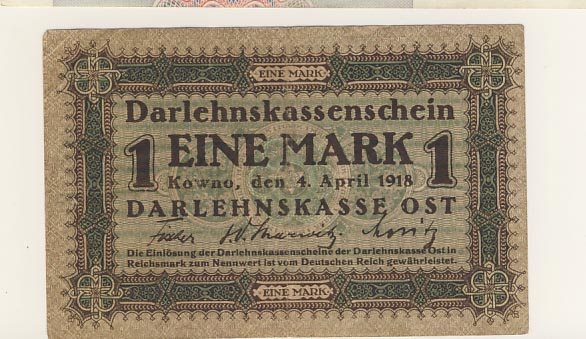 EINE MARK
Darlehnskassenschein
1 EINE MARK 1
Kowno, den 4. April 1918
DARLEHNSKASSE OST
Die Einlösung der Darlehnskassenscheine der Darlehnskasse Ost in
Reichsmark zum Nennwert ist vom Deutschen Reich gewährleistet.
EINE MARK